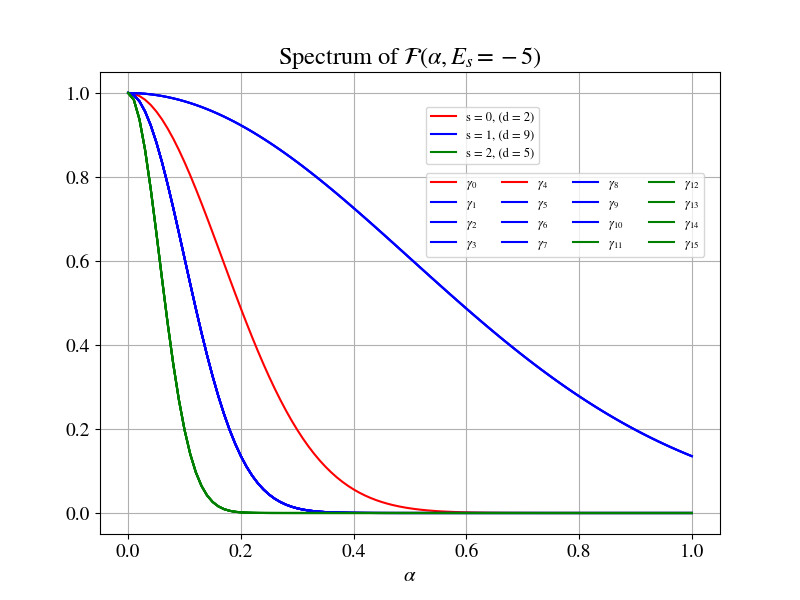 Spectrum of ℱ(α, E_s = −5)
s = 0, (d = 2)
s = 1, (d = 9)
s = 2, (d = 5)
γ₀ γ₄ γ₈ γ₁₂
γ₁ γ₅ γ₉ γ₁₃
γ₂ γ₆ γ₁₀ γ₁₄
γ₃ γ₇ γ₁₁ γ₁₅
1.0
0.8
0.6
0.4
0.2
0.0
0.0 0.2 0.4 0.6 0.8 1.0
α